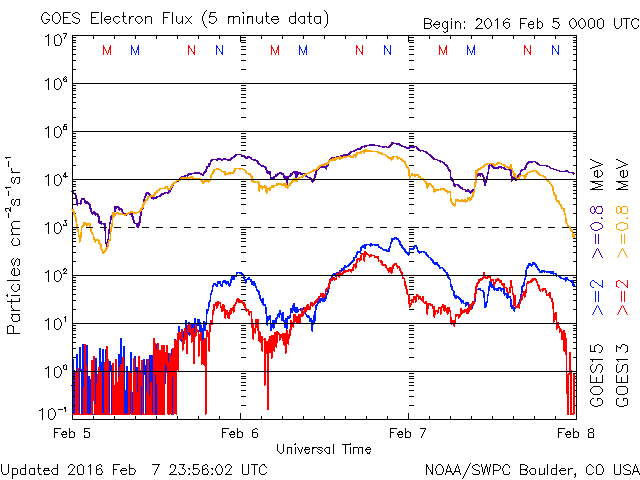 GOES Electron Flux (5 minute data)
Begin: 2016 Feb 5 0000 UTC
10⁷
10⁶
10⁵
10⁴
10³
10²
10¹
10⁰
10⁻¹
Particles cm⁻²s⁻¹sr⁻¹
M M N N M M N N M M N N
Feb 5 Feb 6 Feb 7 Feb 8
Universal Time
GOES15 >=2 >=0.8 MeV
GOES13 >=2 >=0.8 MeV
Updated 2016 Feb 7 23:56:02 UTC
NOAA/SWPC Boulder, CO USA